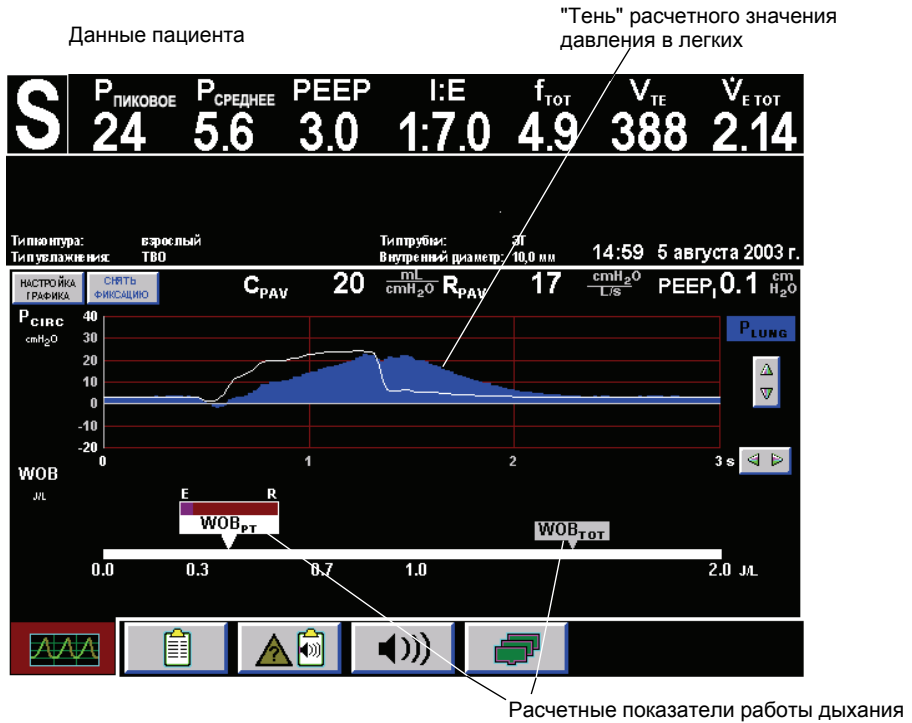 "Тень" расчетного значения
давления в легких
Данные пациента
S PПИКОВОЕ PСРЕДНЕЕ PEEP I:E fТОТ VТЕ V̇Е ТОТ
24 5.6 3.0 1:7.0 4.9 388 2.14
Тип контура: взрослый Тип трубки: ЭТ
Тип увлажнения: ТВО Внутренний диаметр: 10,0 мм 14:59 5 августа 2003 г.
НАСТРОЙКА ГРАФИКА СНЯТЬ ФИКСАЦИЮ CPAV 20 mL/cmH2O RPAV 17 cmH2O/L/s PEEPI 0.1 cm H2O
PCIRC
cmH2O
PLUNG
40
30
20
10
0
-10
-20
0 1 2 3 s
WOB
J/L
E R
WOBPT WOBTOT
0.0 0.3 0.7 1.0 2.0 J/L
?
Расчетные показатели работы дыхания